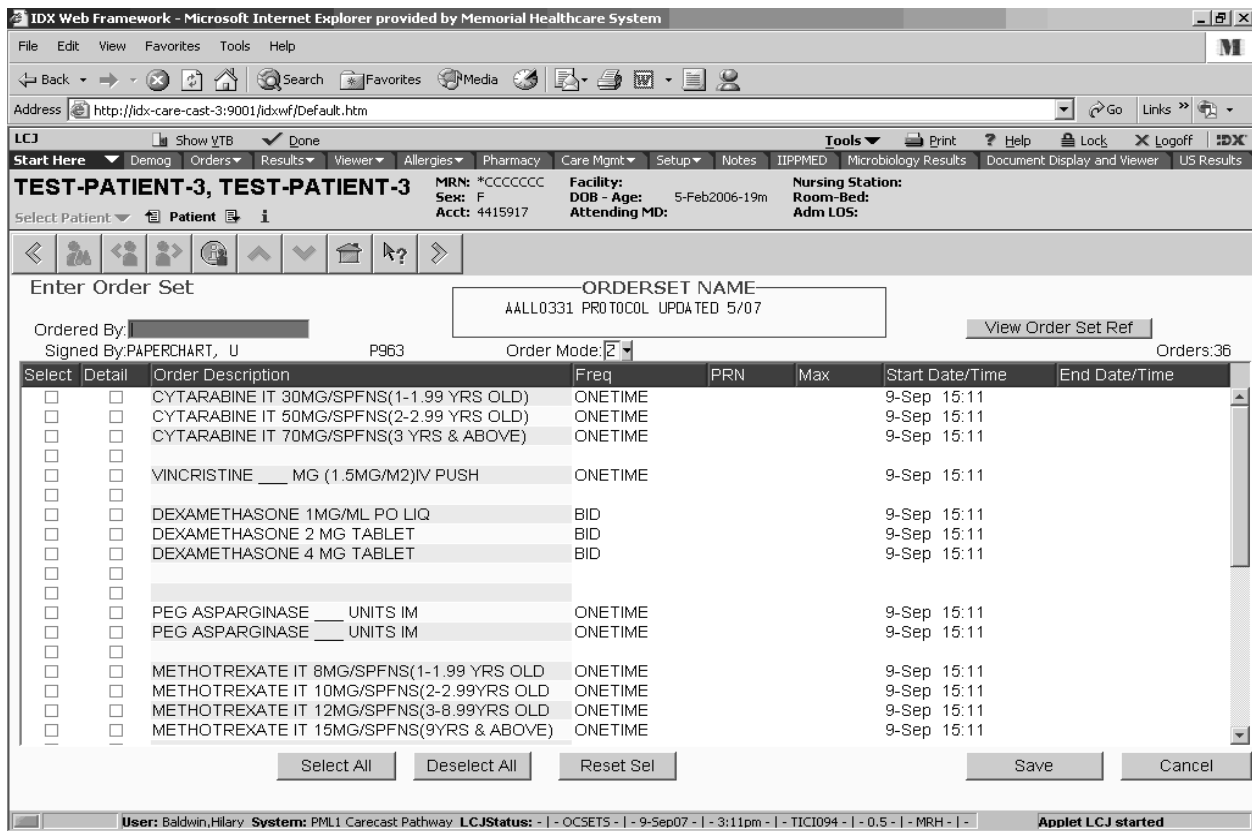 IDX Web Framework - Microsoft Internet Explorer provided by Memorial Healthcare System
File Edit View Favorites Tools Help
Back Search Favorites Media
Address http://idx-care-cast-3:9001/idxwf/Default.htm Go Links »
LCJ Show VTB Done Tools Print ? Help Lock Logoff IDX
Start Here Demog Orders Results Viewer Allergies Pharmacy Care Mgmt Setup Notes IIPPMED Microbiology Results Document Display and Viewer US Results
TEST-PATIENT-3, TEST-PATIENT-3 MRN: *CCCCCCC Facility: Nursing Station:
Sex: F DOB - Age: 5-Feb2006-19m Room-Bed:
Select Patient Patient i Acct: 4415917 Attending MD: Adm LOS:
Enter Order Set ORDERSET NAME
AALL0331 PROTOCOL UPDATED 5/07
Ordered By: View Order Set Ref
Signed By:PAPERCHART, U P963 Order Mode: Z Orders:36
Select Detail Order Description Freq PRN Max Start Date/Time End Date/Time
CYTARABINE IT 30MG/SPFNS(1-1.99 YRS OLD) ONETIME 9-Sep 15:11
CYTARABINE IT 50MG/SPFNS(2-2.99 YRS OLD) ONETIME 9-Sep 15:11
CYTARABINE IT 70MG/SPFNS(3 YRS & ABOVE) ONETIME 9-Sep 15:11
VINCRISTINE ___ MG (1.5MG/M2)IV PUSH ONETIME 9-Sep 15:11
DEXAMETHASONE 1MG/ML PO LIQ BID 9-Sep 15:11
DEXAMETHASONE 2 MG TABLET BID 9-Sep 15:11
DEXAMETHASONE 4 MG TABLET BID 9-Sep 15:11
PEG ASPARGINASE ___ UNITS IM ONETIME 9-Sep 15:11
PEG ASPARGINASE ___ UNITS IM ONETIME 9-Sep 15:11
METHOTREXATE IT 8MG/SPFNS(1-1.99 YRS OLD ONETIME 9-Sep 15:11
METHOTREXATE IT 10MG/SPFNS(2-2.99YRS OLD ONETIME 9-Sep 15:11
METHOTREXATE IT 12MG/SPFNS(3-8.99YRS OLD ONETIME 9-Sep 15:11
METHOTREXATE IT 15MG/SPFNS(9YRS & ABOVE) ONETIME 9-Sep 15:11
Select All Deselect All Reset Sel Save Cancel
User: Baldwin,Hilary System: PML1 Carecast Pathway LCJStatus: - | - OCSETS - | - 9-Sep07 - | - 3:11pm - | - TICI094 - | - 0.5 - | - MRH - | - Applet LCJ started